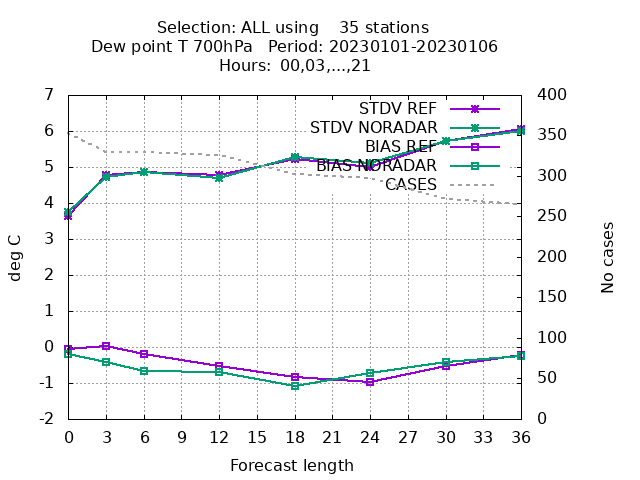 Selection: ALL using    35 stations
Dew point T 700hPa   Period: 20230101-20230106
Hours: 00,03,...,21
STDV REF
STDV NORADAR
BIAS REF
BIAS NORADAR
CASES
7
6
5
4
3
2
1
0
-1
-2
deg C
400
350
300
250
200
150
100
50
0
No cases
0 3 6 9 12 15 18 21 24 27 30 33 36
Forecast length